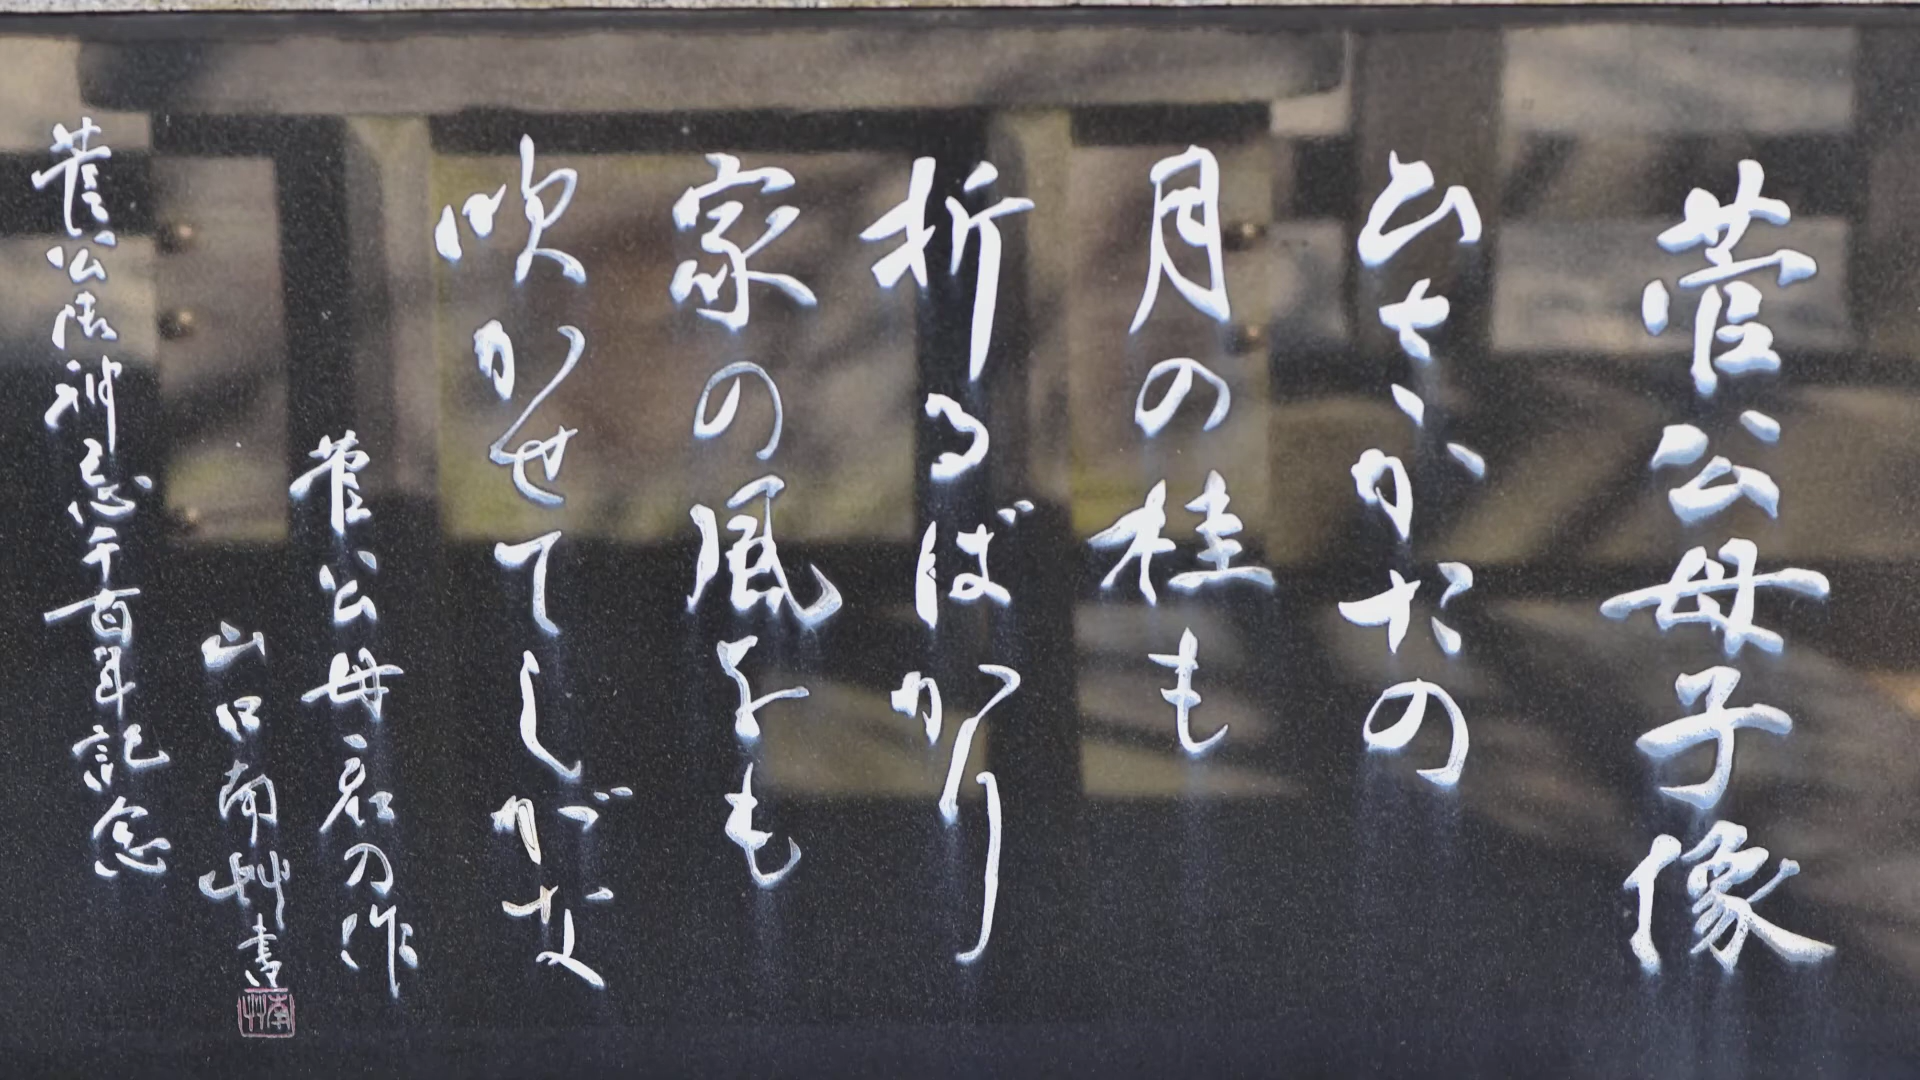 菅公母子像
ひさかたの
月の桂も
折るばかり
家の風をも
吹かせてしがな
菅公母君の作
山口南艸書
菅公御神忌千百年記念